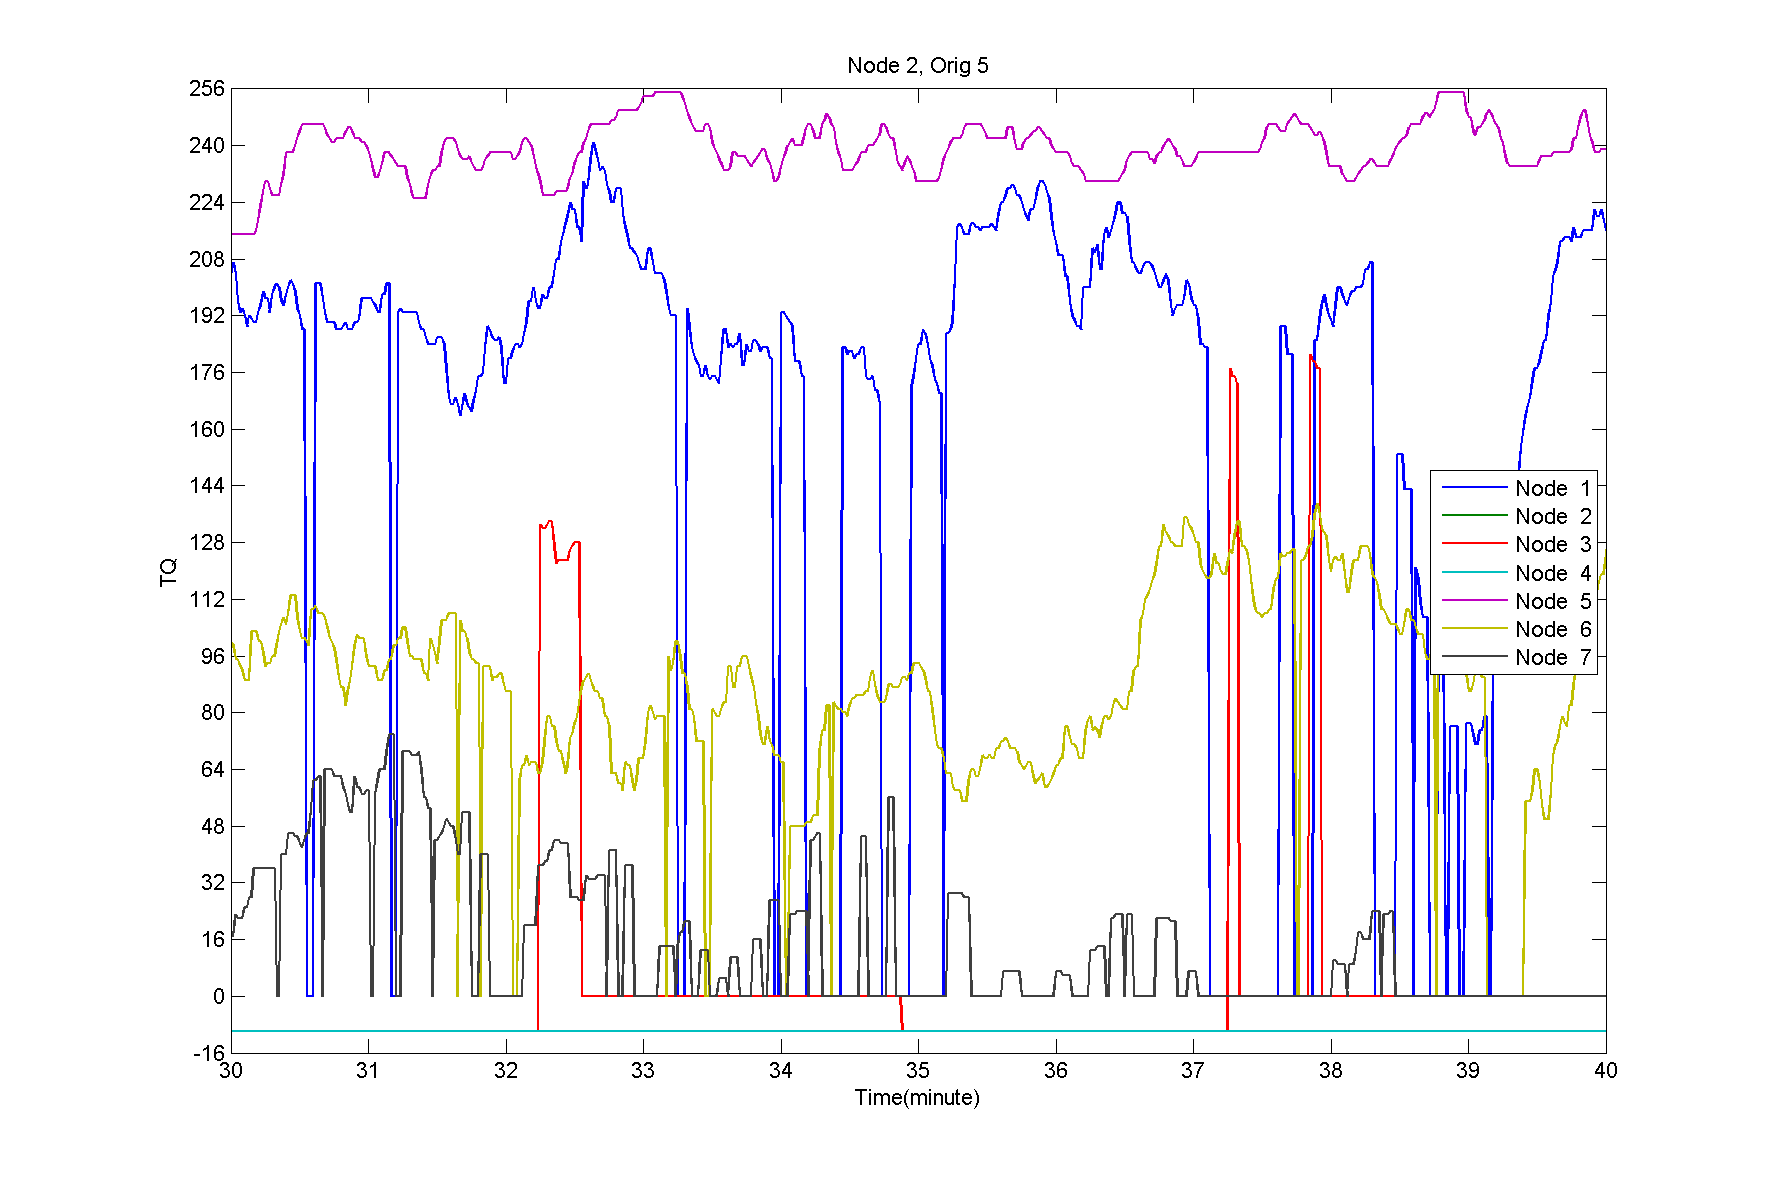 Node 2, Orig 5
256
240
224
208
192
176
160
144
128
112
96
80
64
48
32
16
0
-16
TQ
Node 1
Node 2
Node 3
Node 4
Node 5
Node 6
Node 7
30 31 32 33 34 35 36 37 38 39 40
Time(minute)